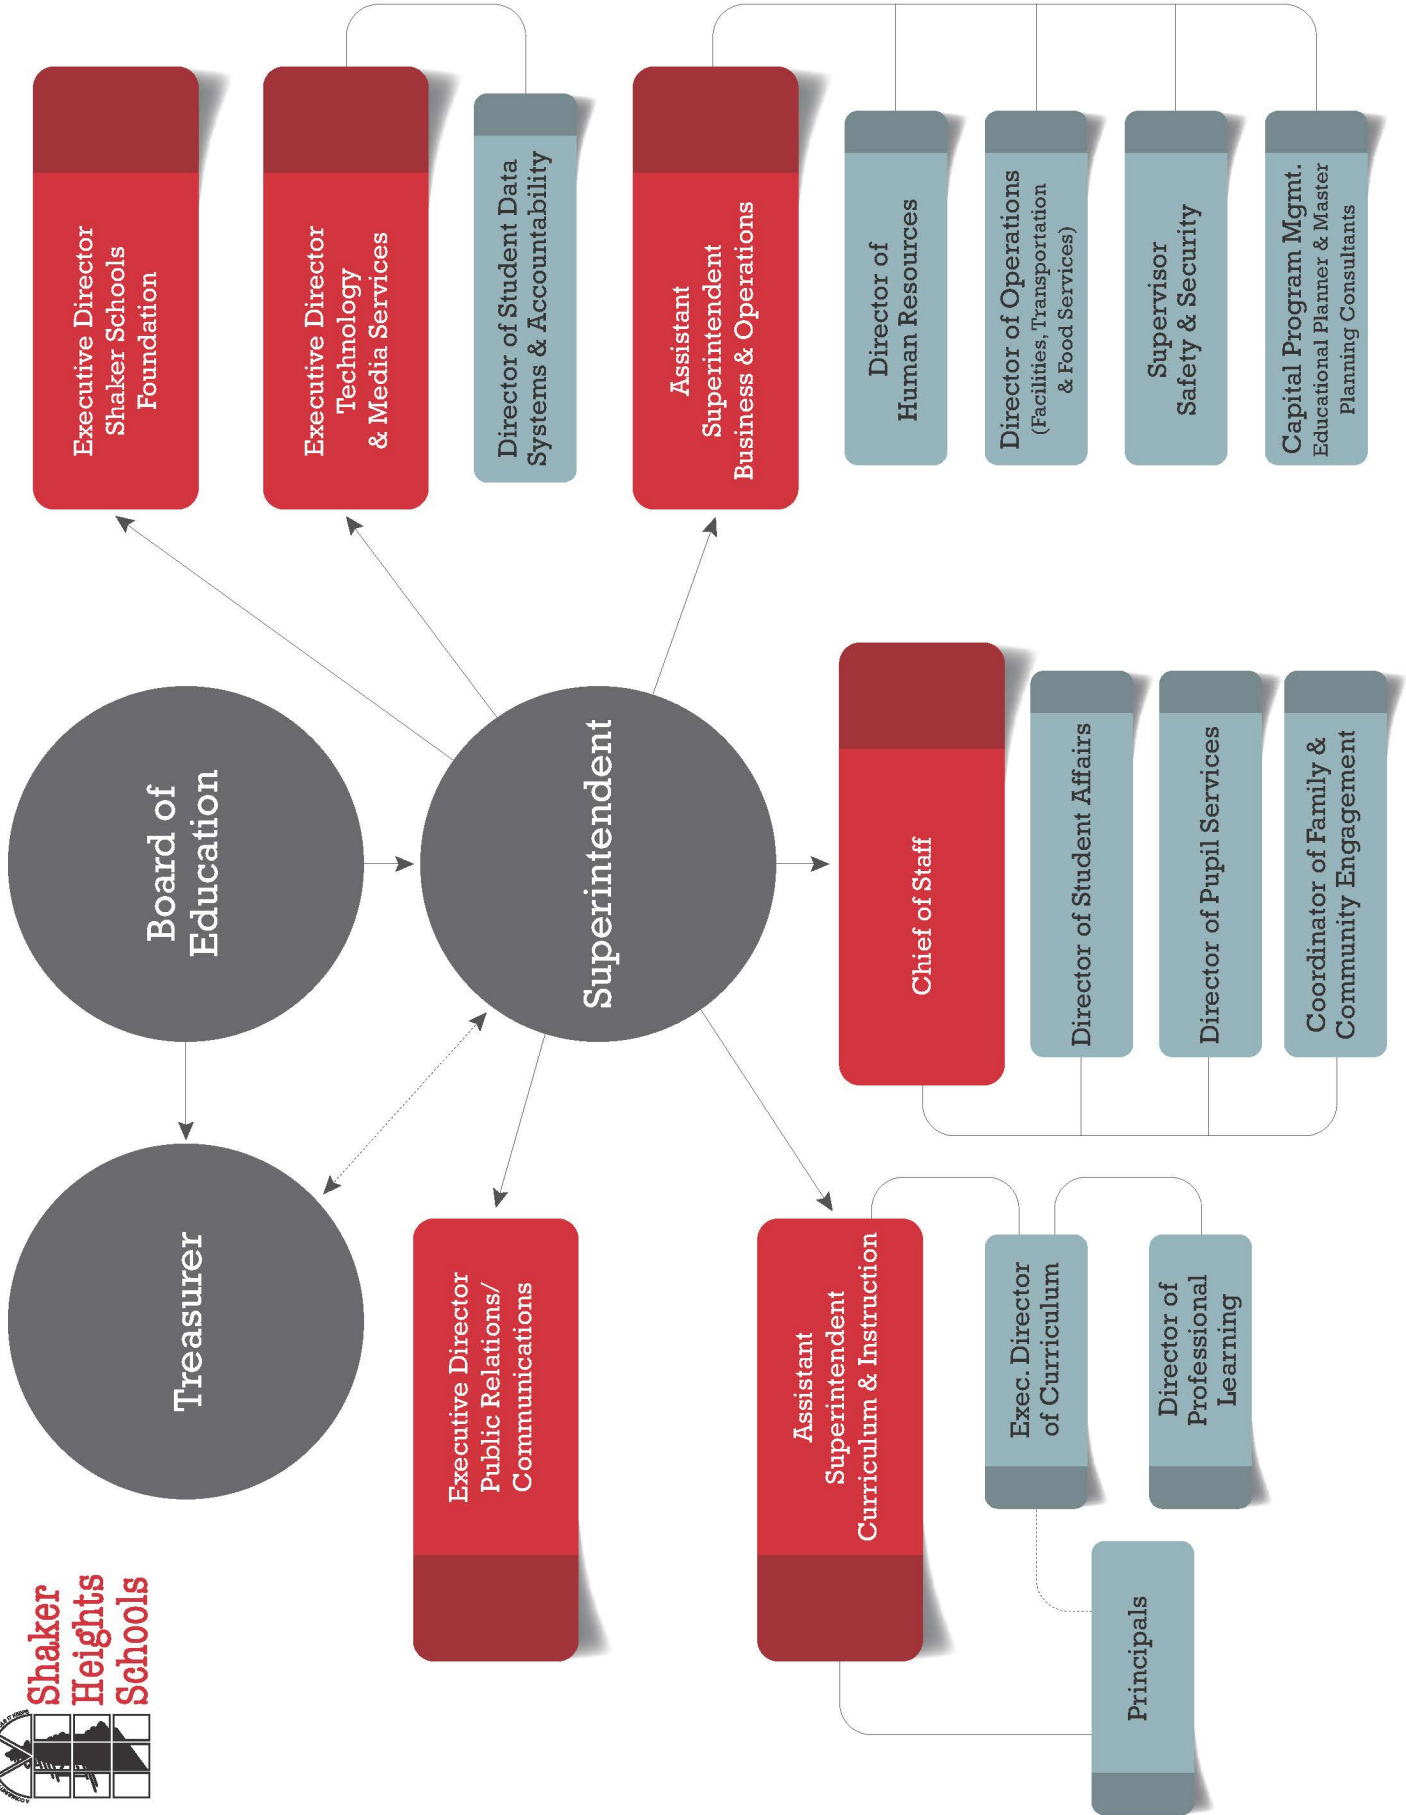 Shaker
Heights
Schools
Treasurer
Board of
Education
Superintendent
Executive Director
Shaker Schools
Foundation
Executive Director
Technology
& Media Services
Director of Student Data
Systems & Accountability
Executive Director
Public Relations/
Communications
Assistant
Superintendent
Business & Operations
Director of
Human Resources
Director of Operations
(Facilities, Transportation
& Food Services)
Supervisor
Safety & Security
Capital Program Mgmt.
Educational Planner & Master
Planning Consultants
Chief of Staff
Director of Student Affairs
Director of Pupil Services
Coordinator of Family &
Community Engagement
Assistant
Superintendent
Curriculum & Instruction
Exec. Director
of Curriculum
Director of
Professional
Learning
Principals